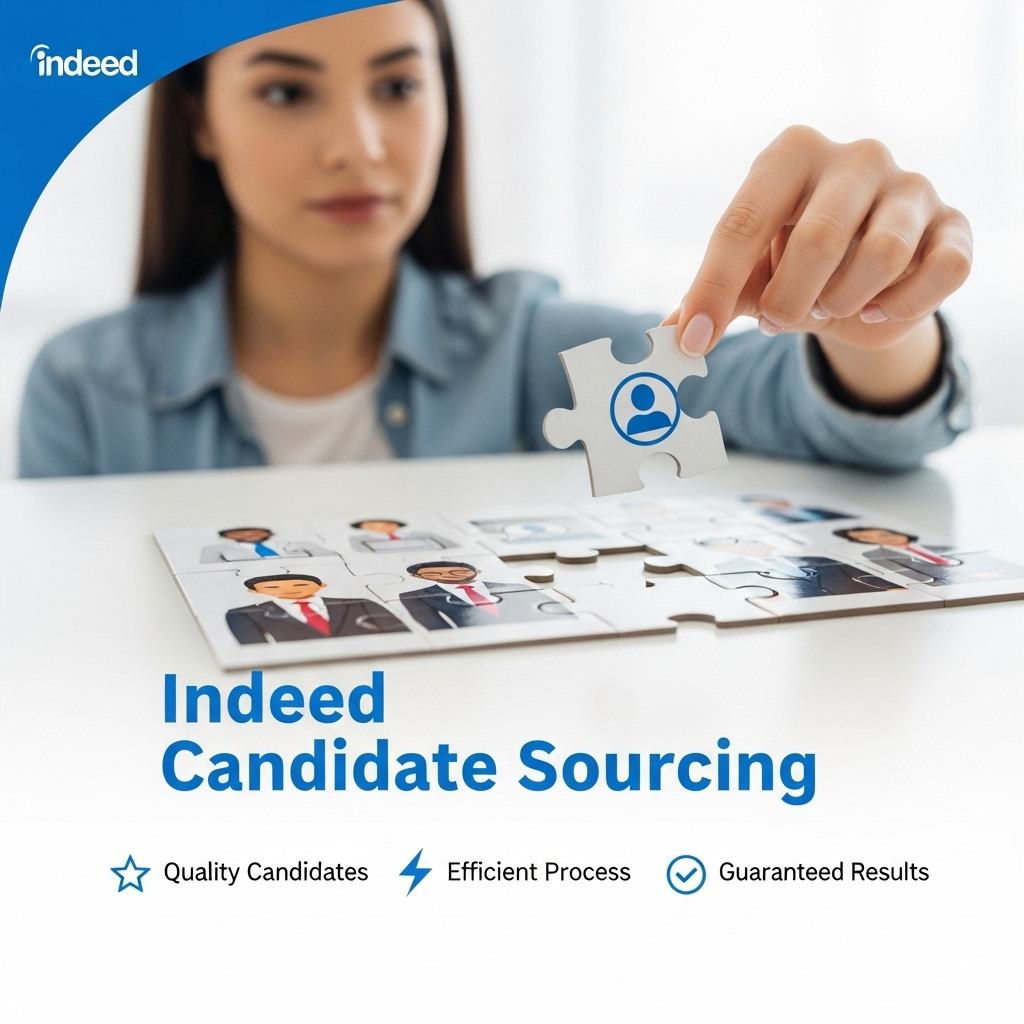 indeed
Indeed
Candidate Sourcing
Quality Candidates
Efficient Process
Guaranteed Results